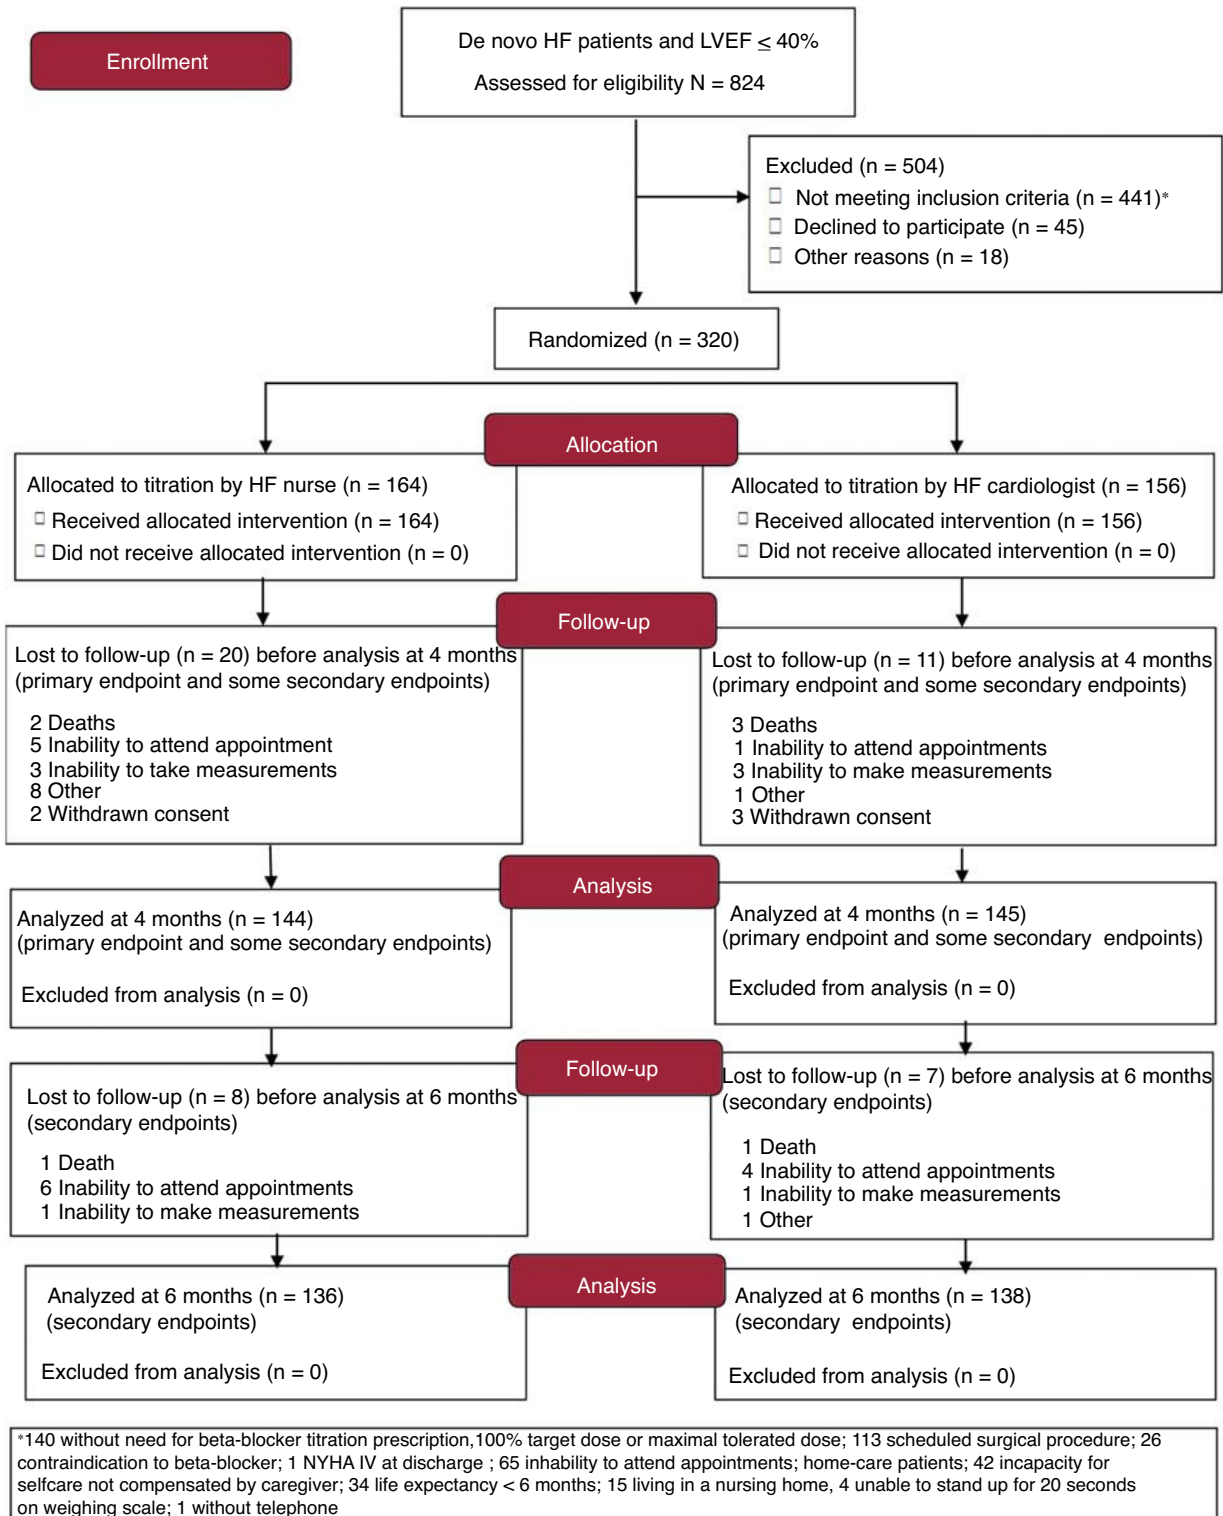 Enrollment
De novo HF patients and LVEF ≤ 40%
Assessed for eligibility N = 824
Excluded (n = 504)
Not meeting inclusion criteria (n = 441)*
Declined to participate (n = 45)
Other reasons (n = 18)
Randomized (n = 320)
Allocation
Allocated to titration by HF nurse (n = 164)
Received allocated intervention (n = 164)
Did not receive allocated intervention (n = 0)
Allocated to titration by HF cardiologist (n = 156)
Received allocated intervention (n = 156)
Did not receive allocated intervention (n = 0)
Follow-up
Lost to follow-up (n = 20) before analysis at 4 months
(primary endpoint and some secondary endpoints)
2 Deaths
5 Inability to attend appointment
3 Inability to take measurements
8 Other
2 Withdrawn consent
Lost to follow-up (n = 11) before analysis at 4 months
(primary endpoint and some secondary endpoints)
3 Deaths
1 Inability to attend appointments
3 Inability to make measurements
1 Other
3 Withdrawn consent
Analysis
Analyzed at 4 months (n = 144)
(primary endpoint and some secondary endpoints)
Excluded from analysis (n = 0)
Analyzed at 4 months (n = 145)
(primary endpoint and some secondary endpoints)
Excluded from analysis (n = 0)
Follow-up
Lost to follow-up (n = 8) before analysis at 6 months
(secondary endpoints)
1 Death
6 Inability to attend appointments
1 Inability to make measurements
Lost to follow-up (n = 7) before analysis at 6 months
(secondary endpoints)
1 Death
4 Inability to attend appointments
1 Inability to make measurements
1 Other
Analysis
Analyzed at 6 months (n = 136)
(secondary endpoints)
Excluded from analysis (n = 0)
Analyzed at 6 months (n = 138)
(secondary endpoints)
Excluded from analysis (n = 0)
*140 without need for beta-blocker titration prescription,100% target dose or maximal tolerated dose; 113 scheduled surgical procedure; 26
contraindication to beta-blocker; 1 NYHA IV at discharge ; 65 inhability to attend appointments; home-care patients; 42 incapacity for
selfcare not compensated by caregiver; 34 life expectancy < 6 months; 15 living in a nursing home, 4 unable to stand up for 20 seconds
on weighing scale; 1 without telephone